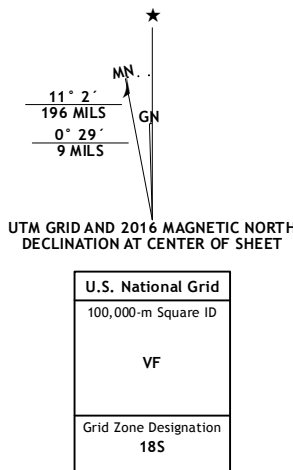 ★
MN
11° 2´
196 MILS
GN
0° 29´
9 MILS
UTM GRID AND 2016 MAGNETIC NORTH
DECLINATION AT CENTER OF SHEET
U.S. National Grid
100,000-m Square ID
VF
Grid Zone Designation
18S